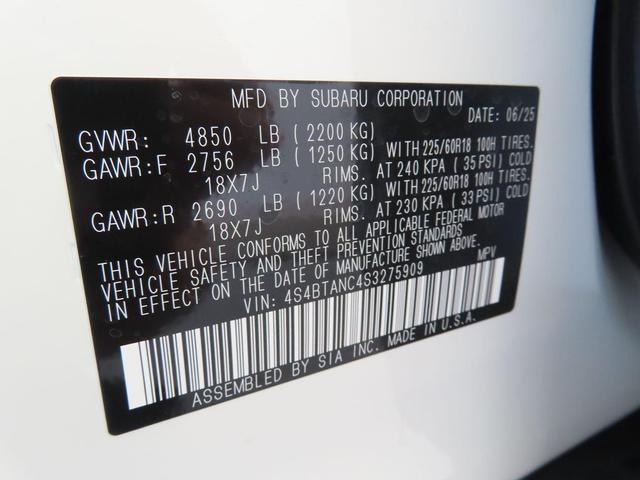 MFD BY SUBARU CORPORATION DATE: 06/25
GVWR: 4850 LB ( 2200 KG)
GAWR:F 2756 LB ( 1250 KG) WITH 225/60R18 100H TIRES.
18X7J RIMS. AT 240 KPA ( 35 PSI) COLD
GAWR:R 2690 LB ( 1220 KG) WITH 225/60R18 100H TIRES.
18X7J RIMS. AT 230 KPA ( 33 PSI) COLD
THIS VEHICLE CONFORMS TO ALL APPLICABLE FEDERAL MOTOR
VEHICLE SAFETY AND THEFT PREVENTION STANDARDS
IN EFFECT ON THE DATE OF MANUFACTURE SHOWN ABOVE.
VIN: 4S4BTANC4S3275909 MPV
ASSEMBLED BY SIA INC. MADE IN U.S.A.